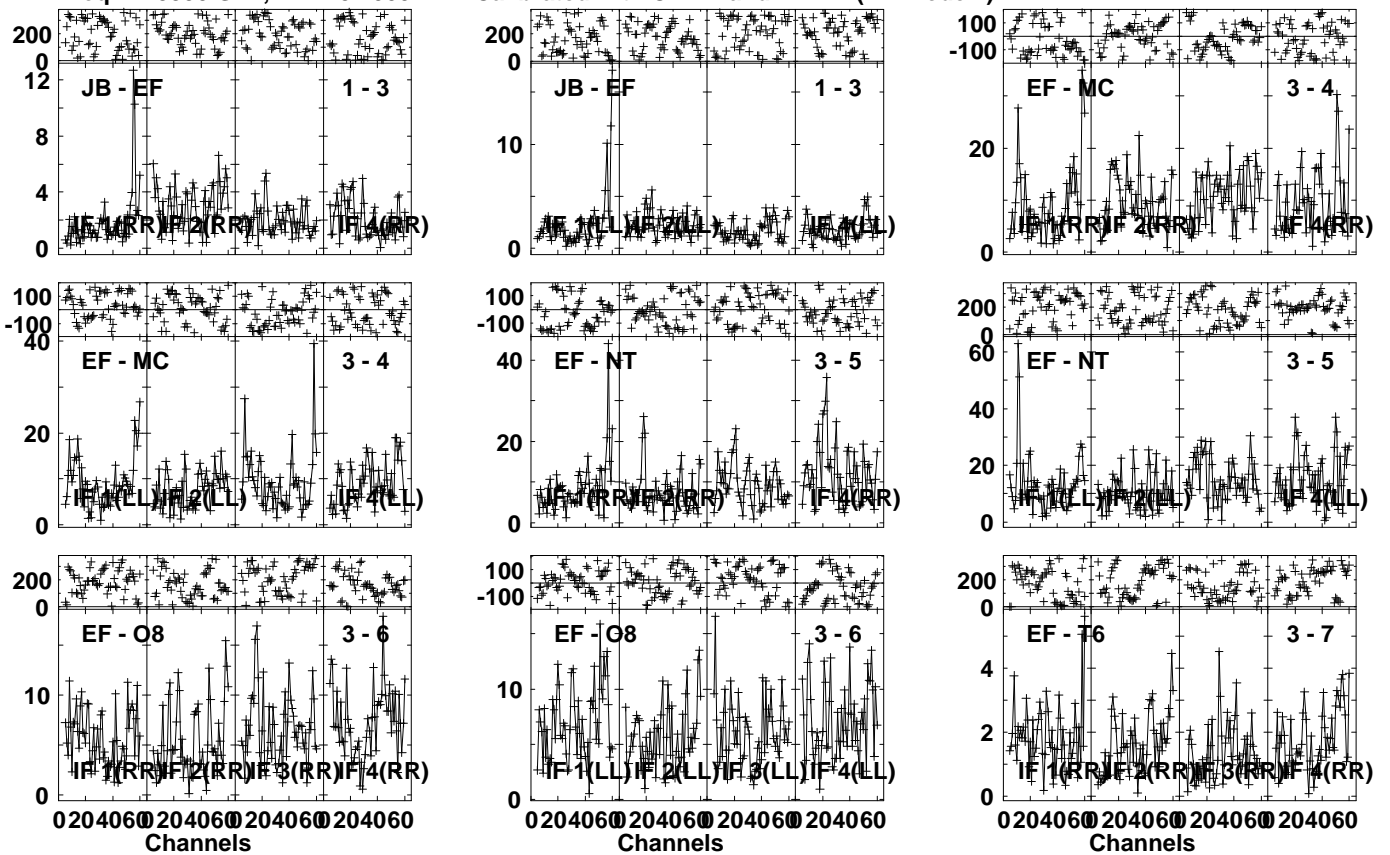 200
0
200
0
100
-100
12
8
4
0
JB - EF
1 - 3
IF 1(RR)
IF 2(RR)
IF 4(RR)
10
0
JB - EF
1 - 3
IF 1(LL)
IF 2(LL)
IF 4(LL)
20
0
EF - MC
3 - 4
IF 1(RR)
IF 2(RR)
IF 4(RR)
100
-100
100
-100
200
0
40
20
0
EF - MC
3 - 4
IF 1(LL)
IF 2(LL)
IF 4(LL)
40
20
0
EF - NT
3 - 5
IF 1(RR)
IF 2(RR)
IF 4(RR)
60
40
20
0
EF - NT
3 - 5
IF 1(LL)
IF 2(LL)
IF 4(LL)
200
0
100
-100
200
0
10
0
EF - O8
3 - 6
IF 1(RR)
IF 2(RR)
IF 3(RR)
IF 4(RR)
10
0
EF - O8
3 - 6
IF 1(LL)
IF 2(LL)
IF 3(LL)
IF 4(LL)
4
2
0
EF - T6
3 - 7
IF 1(RR)
IF 2(RR)
IF 3(RR)
IF 4(RR)
0 20 40 60 0 20 40 60 0 20 40 60 0 20 40 60
0 20 40 60 0 20 40 60 0 20 40 60 0 20 40 60
0 20 40 60 0 20 40 60 0 20 40 60 0 20 40 60
Channels
Channels
Channels